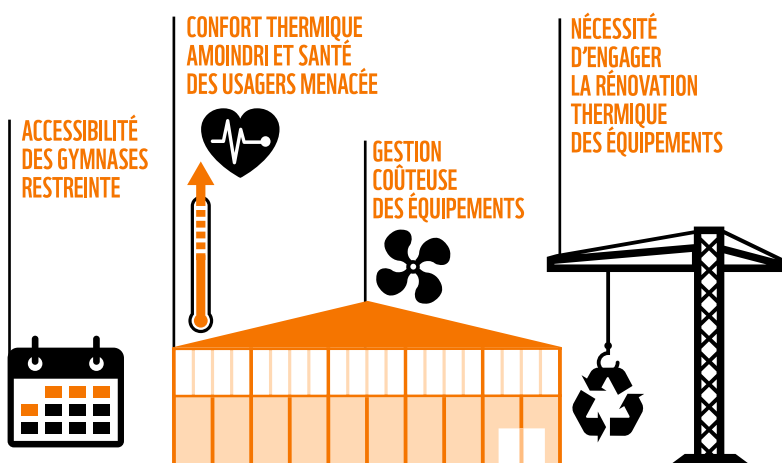 ACCESSIBILITÉ
DES GYMNASES
RESTREINTE
CONFORT THERMIQUE
AMOINDRI ET SANTÉ
DES USAGERS MENACÉE
GESTION
COÛTEUSE
DES ÉQUIPEMENTS
NÉCESSITÉ
D'ENGAGER
LA RÉNOVATION
THERMIQUE
DES ÉQUIPEMENTS